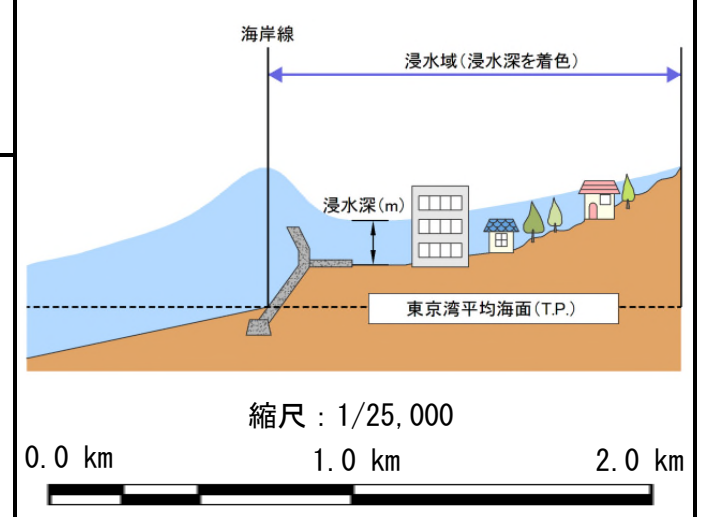 海岸線
浸水域(浸水深を着色)
浸水深(m)
東京湾平均海面(T.P.)
縮尺：1/25,000
0.0 km 1.0 km 2.0 km